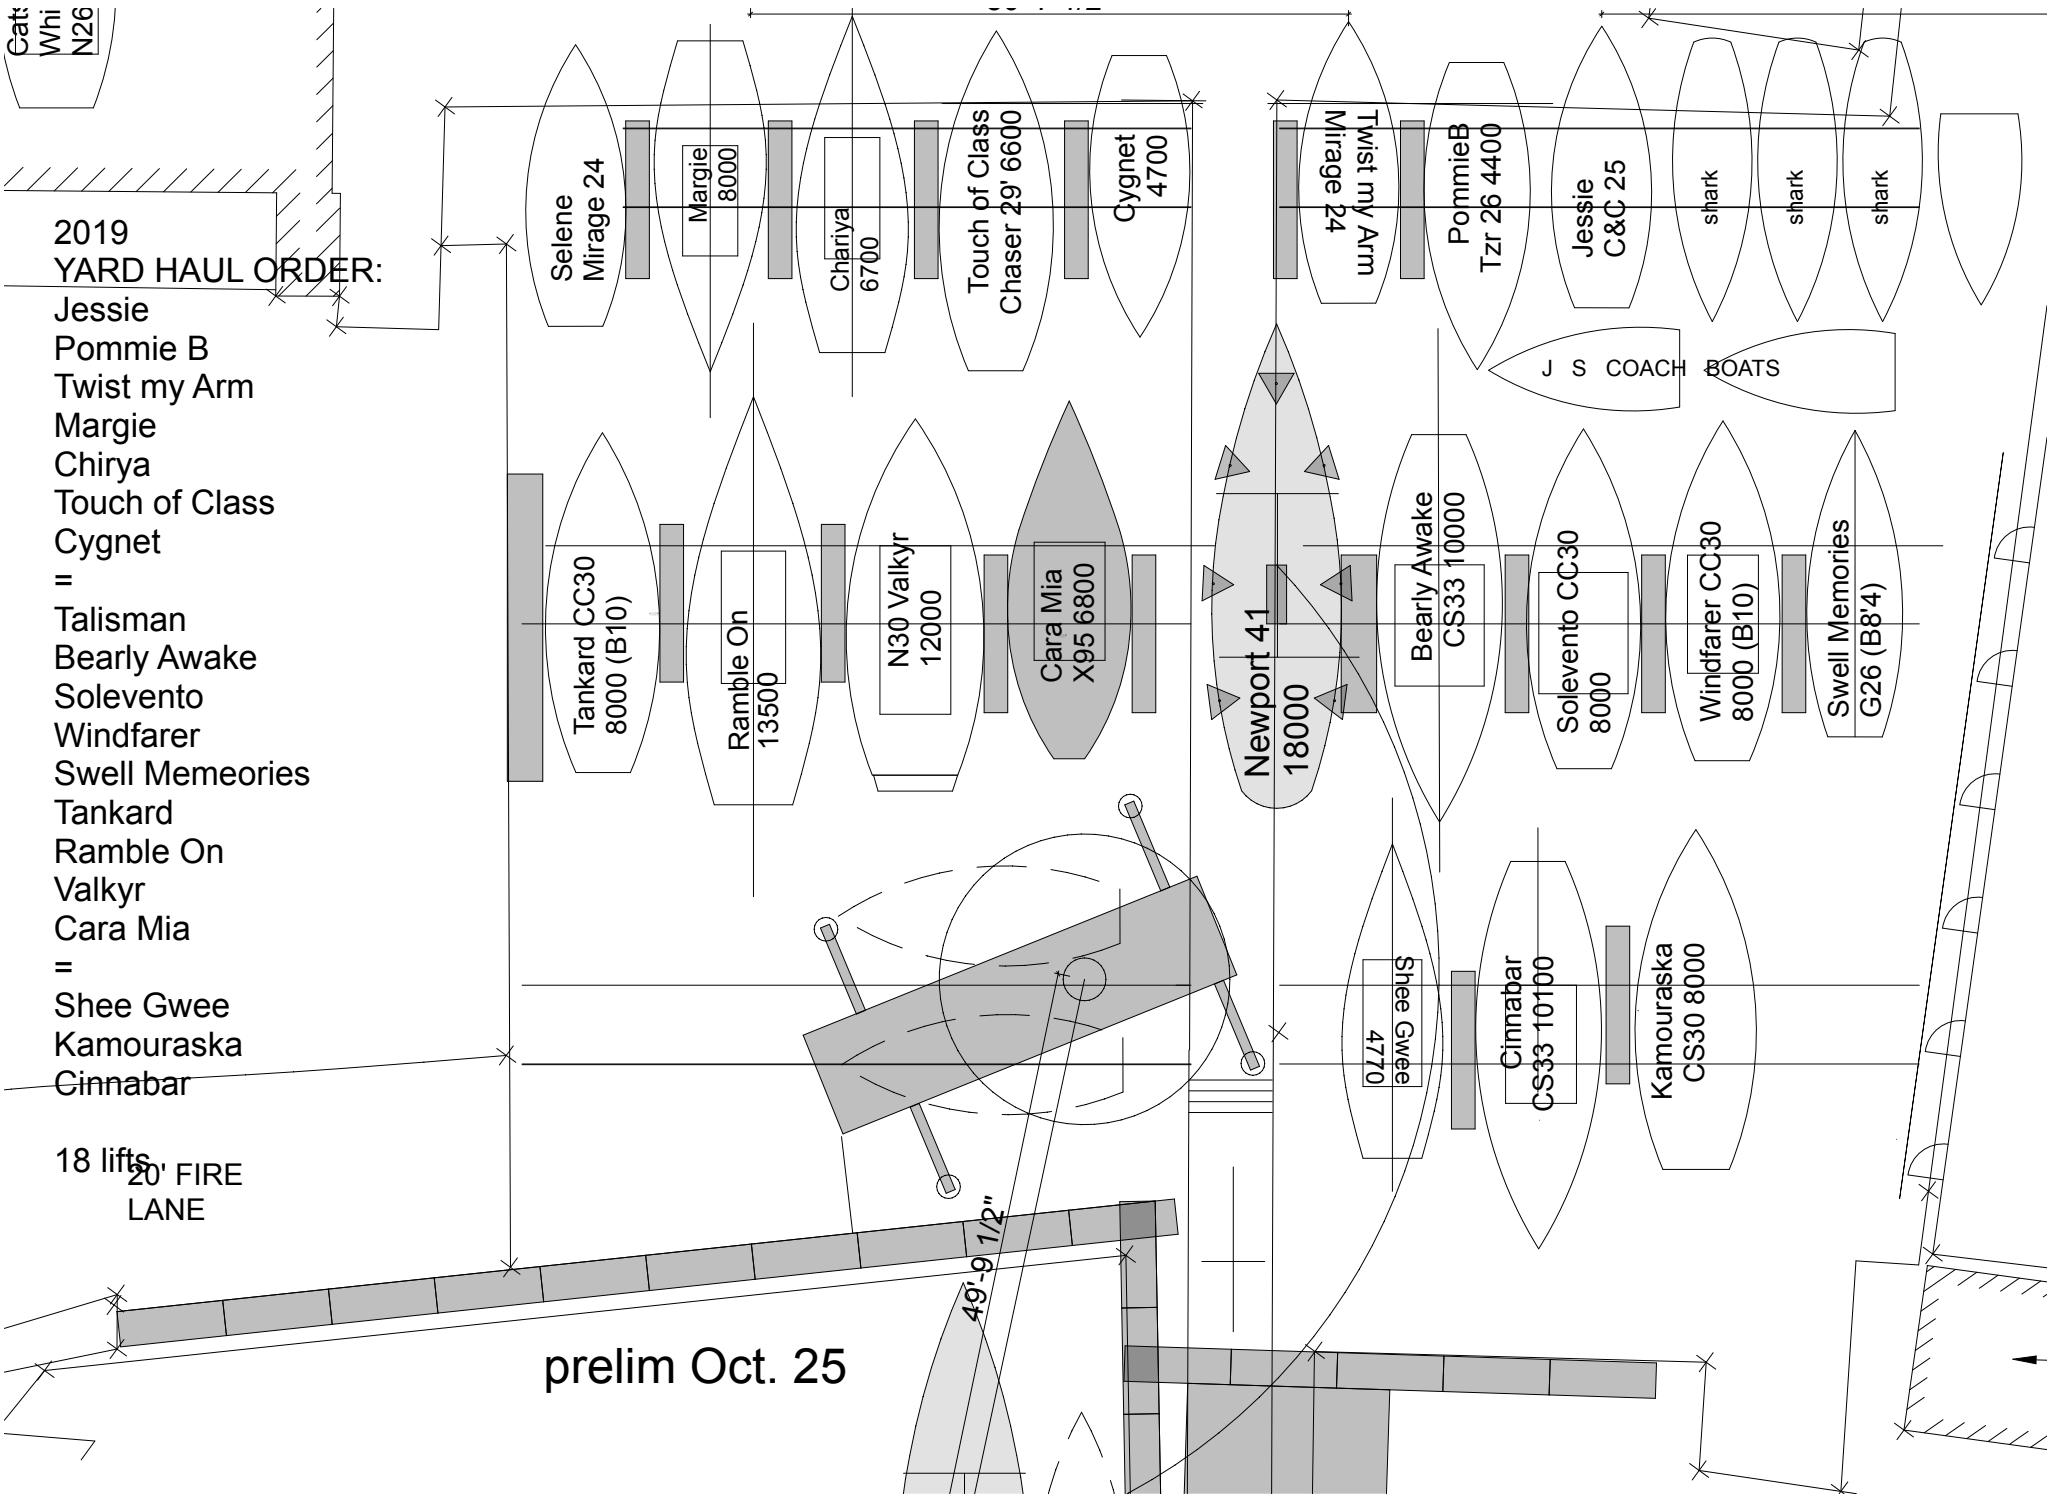 Cats
Whi
N26
2019
YARD HAUL ORDER:
Jessie
Pommie B
Twist my Arm
Margie
Chirya
Touch of Class
Cygnet
=
Talisman
Bearly Awake
Solevento
Windfarer
Swell Memeories
Tankard
Ramble On
Valkyr
Cara Mia
=
Shee Gwee
Kamouraska
Cinnabar
18 lifts
20' FIRE
LANE
Selene
Mirage 24
Margie
8000
Chariya
6700
Touch of Class
Chaser 29' 6600
Cygnet
4700
Twist my Arm
Mirage 24
PommieB
Tzr 26 4400
Jessie
C&C 25
shark
shark
shark
J S COACH BOATS
Tankard CC30
8000 (B10)
Ramble On
13500
N30 Valkyr
12000
Cara Mia
X95 6800
Newport 41
18000
Bearly Awake
CS33 10000
Solevento CC30
8000
Windfarer CC30
8000 (B10)
Swell Memories
G26 (B8'4)
Shee Gwee
4770
Cinnabar
CS33 10100
Kamouraska
CS30 8000
49'-9 1/2"
prelim Oct. 25